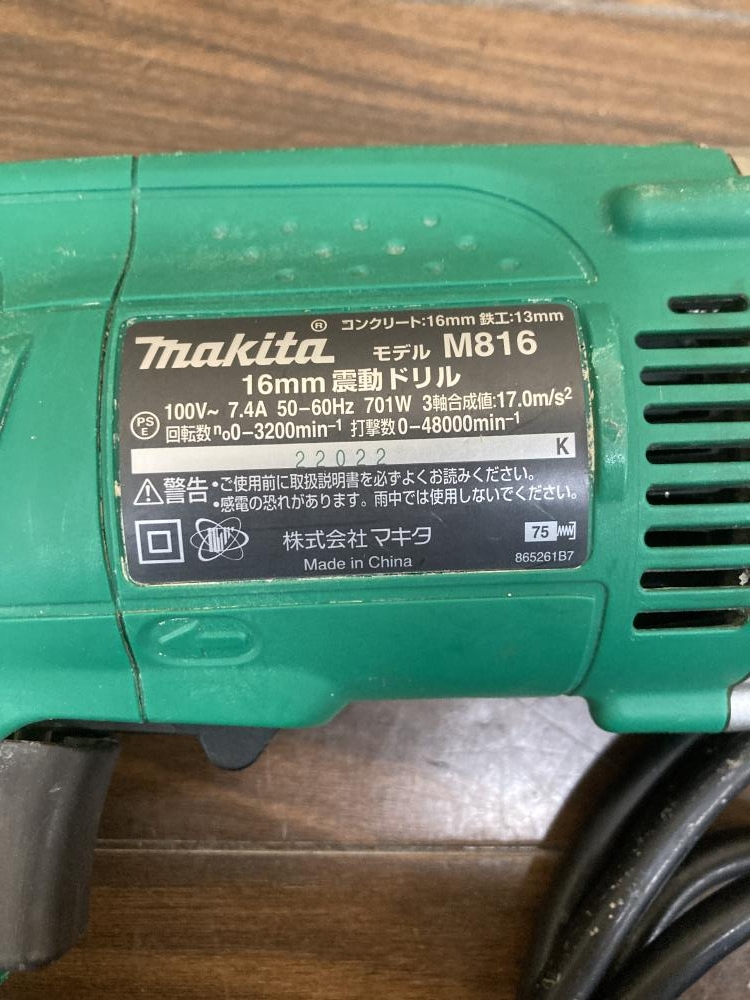 makita® コンクリート:16mm 鉄工:13mm
モデル M816
16mm 震動ドリル
PSE 100V~ 7.4A 50-60Hz 701W 3軸合成値:17.0m/s²
回転数n₀0-3200min⁻¹ 打撃数0-48000min⁻¹
22022 K
⚠警告 •ご使用前に取扱説明書を必ずよくお読みください。
•感電の恐れがあります。雨中では使用しないでください。
株式会社マキタ 75
Made in China 865261B7